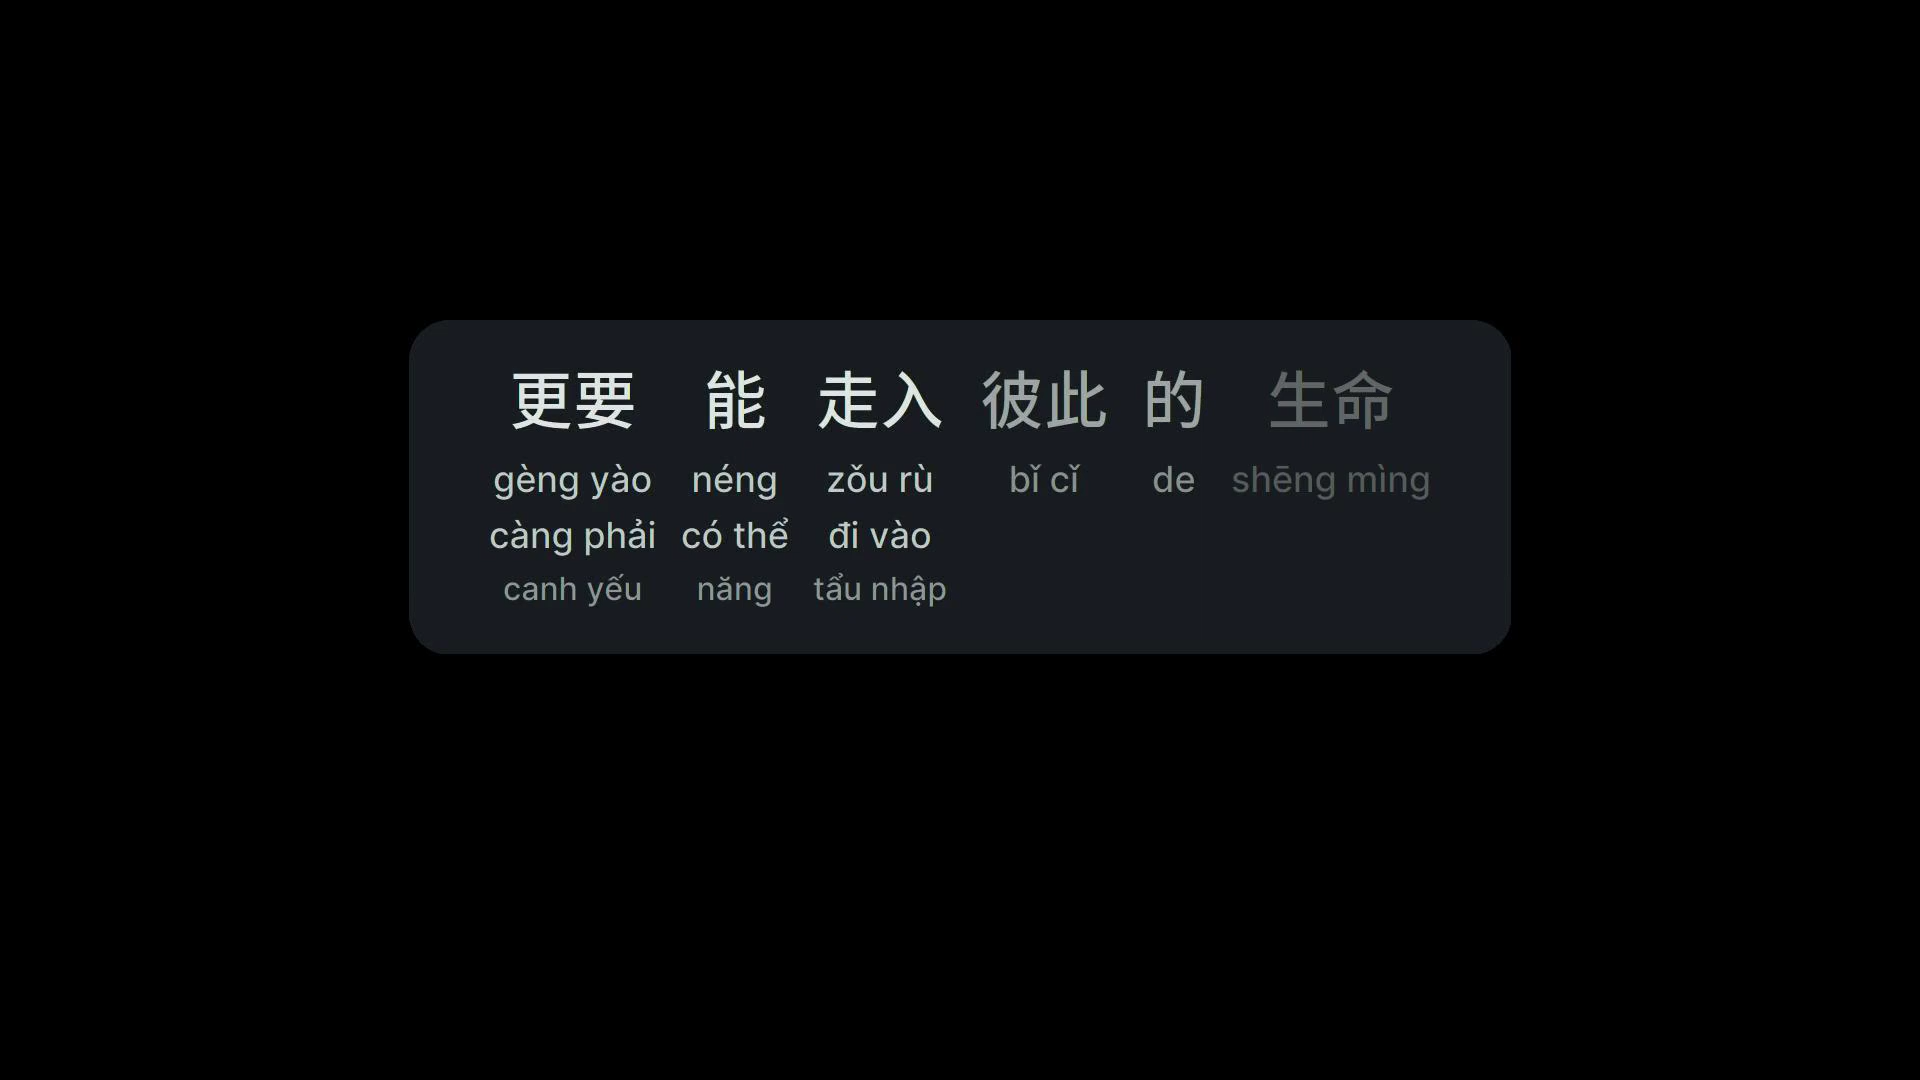 更要 能 走入 彼此 的 生命
gèng yào néng zǒu rù bǐ cǐ de shēng mìng
càng phải có thể đi vào
canh yếu năng tẩu nhập